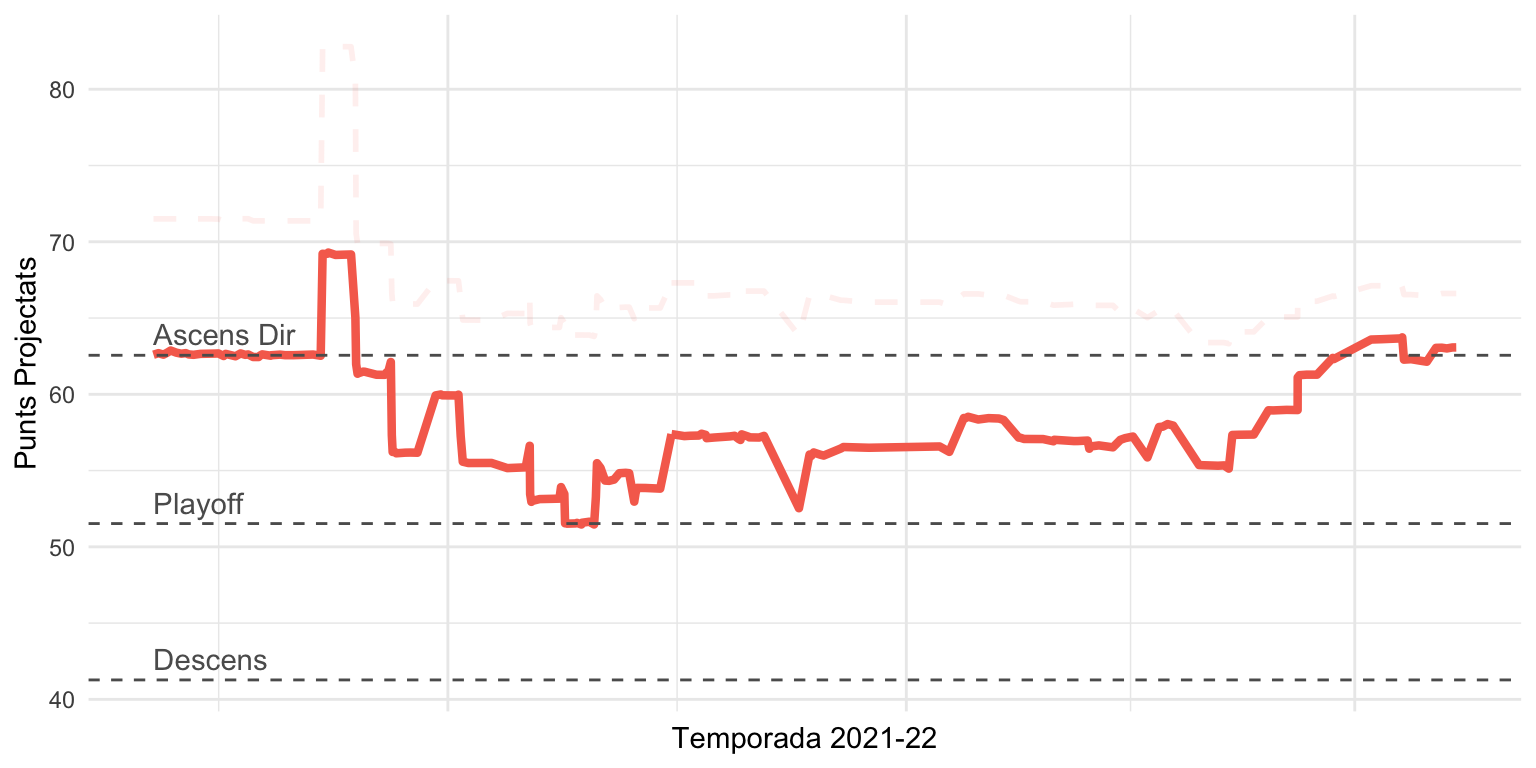 Punts Projectats
80
70
60
50
40
Ascens Dir
Playoff
Descens
Temporada 2021-22